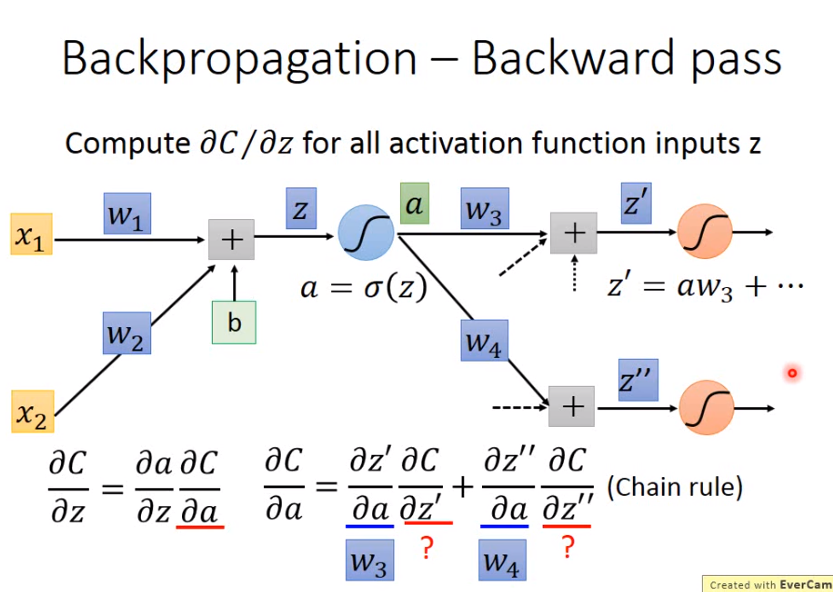 Backpropagation – Backward pass
Compute ∂C/∂z for all activation function inputs z
x₁ w₁ + z a w₃ + z′
a = σ(z)
z′ = aw₃ + ⋯
b
w₂
w₄
x₂
z′′
+
∂C/∂z = ∂a/∂z ∂C/∂a
∂C/∂a = ∂z′/∂a ∂C/∂z′ + ∂z′′/∂a ∂C/∂z′′ (Chain rule)
w₃ ? w₄ ?
Created with EverCam